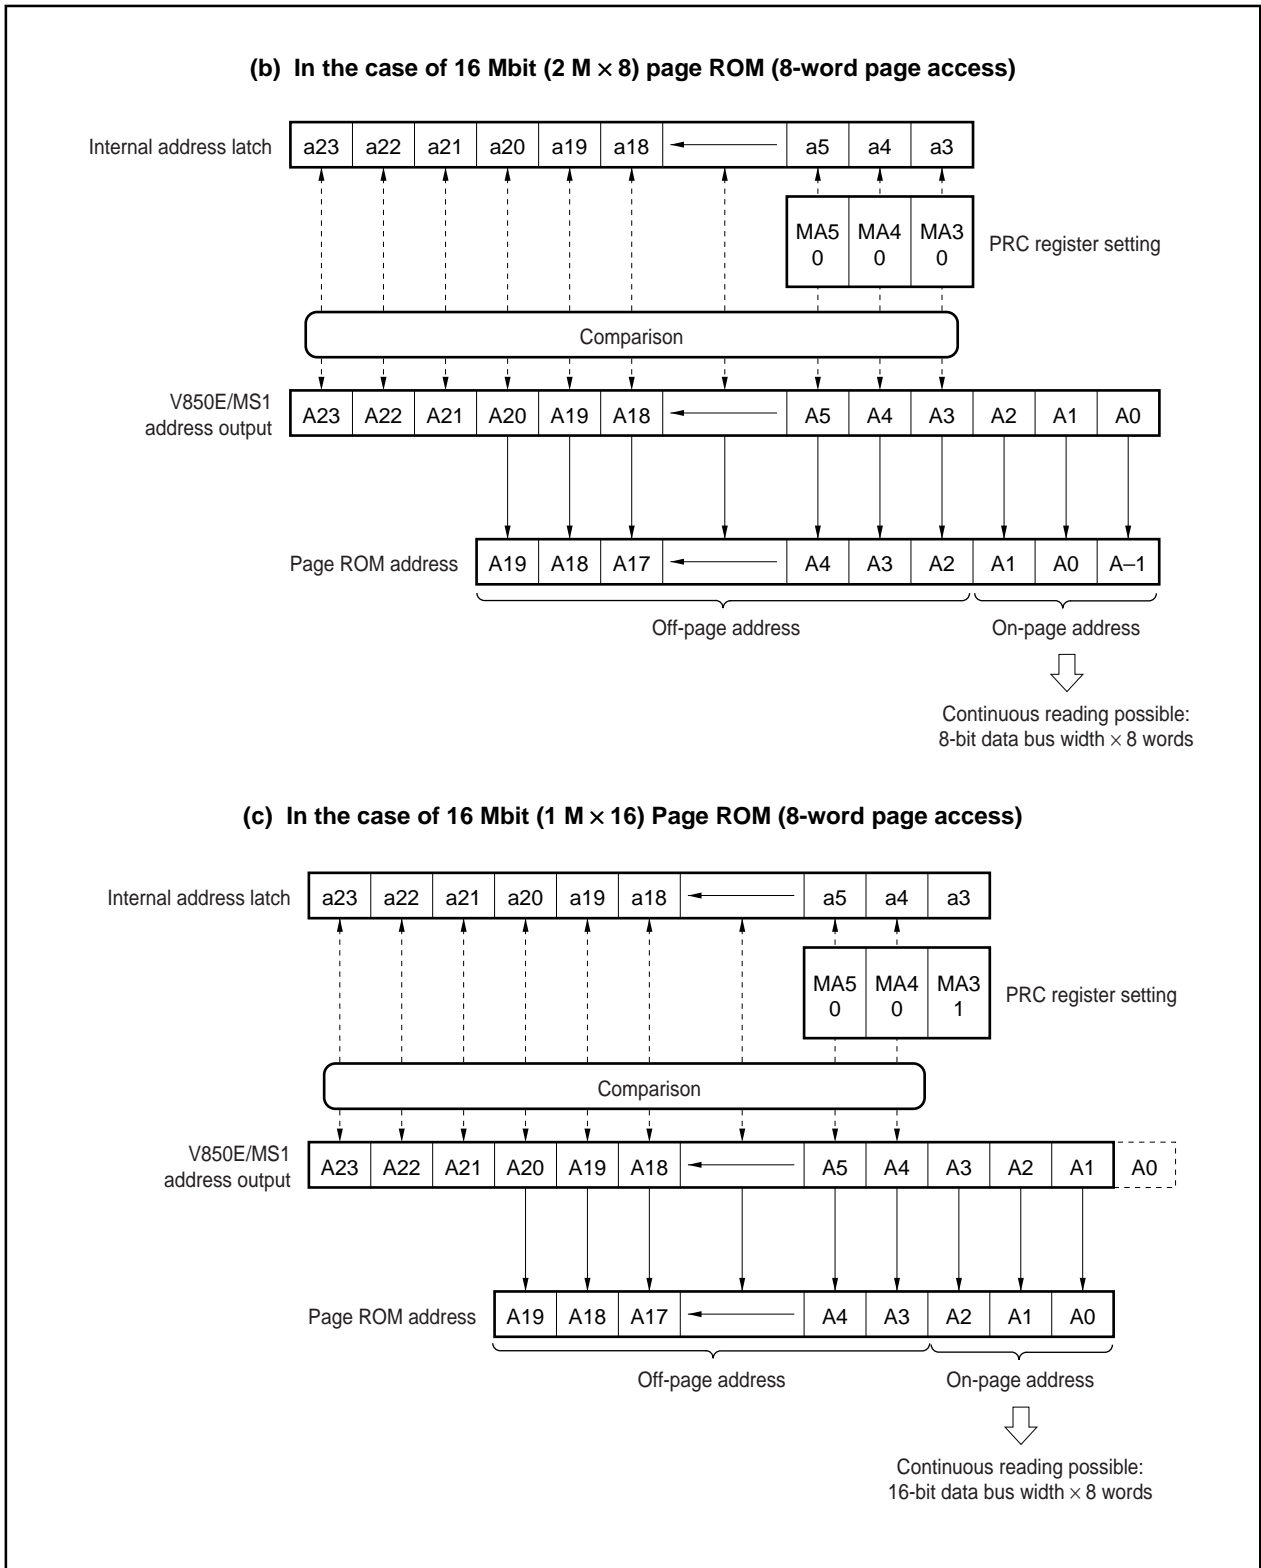 (b) In the case of 16 Mbit (2 M × 8) page ROM (8-word page access)
Internal address latch a23 a22 a21 a20 a19 a18 a5 a4 a3
MA5 MA4 MA3
0 0 0
PRC register setting
Comparison
V850E/MS1
address output
A23 A22 A21 A20 A19 A18 A5 A4 A3 A2 A1 A0
Page ROM address A19 A18 A17 A4 A3 A2 A1 A0 A–1
Off-page address On-page address
Continuous reading possible:
8-bit data bus width × 8 words
(c) In the case of 16 Mbit (1 M × 16) Page ROM (8-word page access)
Internal address latch a23 a22 a21 a20 a19 a18 a5 a4 a3
MA5 MA4 MA3
0 0 1
PRC register setting
Comparison
V850E/MS1
address output
A23 A22 A21 A20 A19 A18 A5 A4 A3 A2 A1 A0
Page ROM address A19 A18 A17 A4 A3 A2 A1 A0
Off-page address On-page address
Continuous reading possible:
16-bit data bus width × 8 words